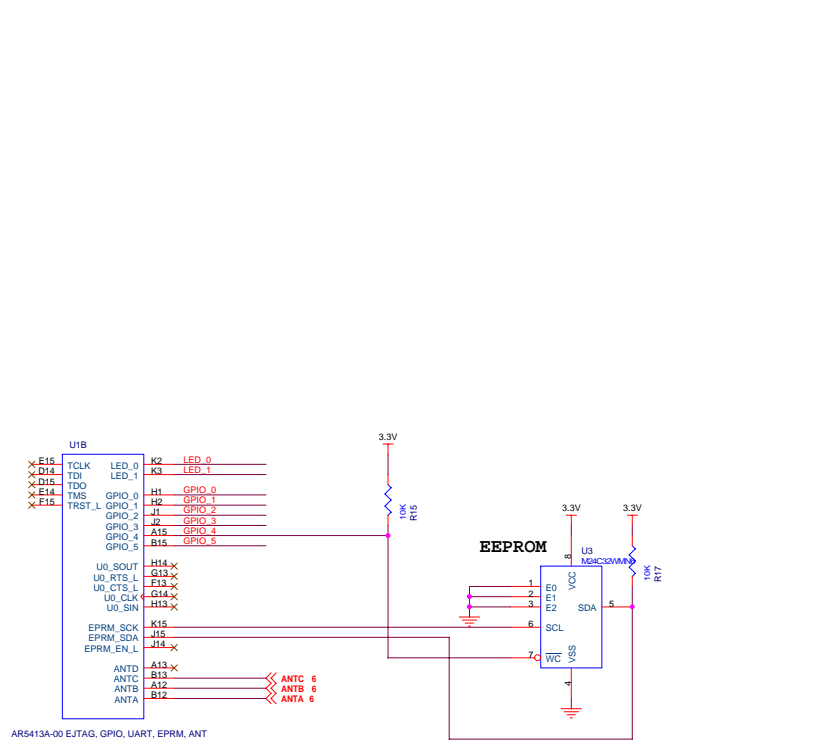 3.3V
U1B
E15 TCLK LED_0 K2 LED_0
D14 TDI LED_1 K3 LED_1
D15 TDO
E14 TMS GPIO_0 H1 GPIO_0
F15 TRST_L GPIO_1 H2 GPIO_1
GPIO_2 J1 GPIO_2
GPIO_3 J2 GPIO_3
GPIO_4 A15 GPIO_4
GPIO_5 B15 GPIO_5
10K
R15
3.3V
3.3V
EEPROM
U3
M24C32WMN6
10K
R17
U0_SOUT H14
U0_RTS_L G13
U0_CTS_L F13
U0_CLK G14
U0_SIN H13
8
VCC
1 E0
2 E1
3 E2
SDA 5
6 SCL
7 WC
VSS
4
EPRM_SCK K15
EPRM_SDA J15
EPRM_EN_L J14
ANTD A13
ANTC B13 ANTC 6
ANTB A12 ANTB 6
ANTA B12 ANTA 6
AR5413A-00 EJTAG, GPIO, UART, EPRM, ANT